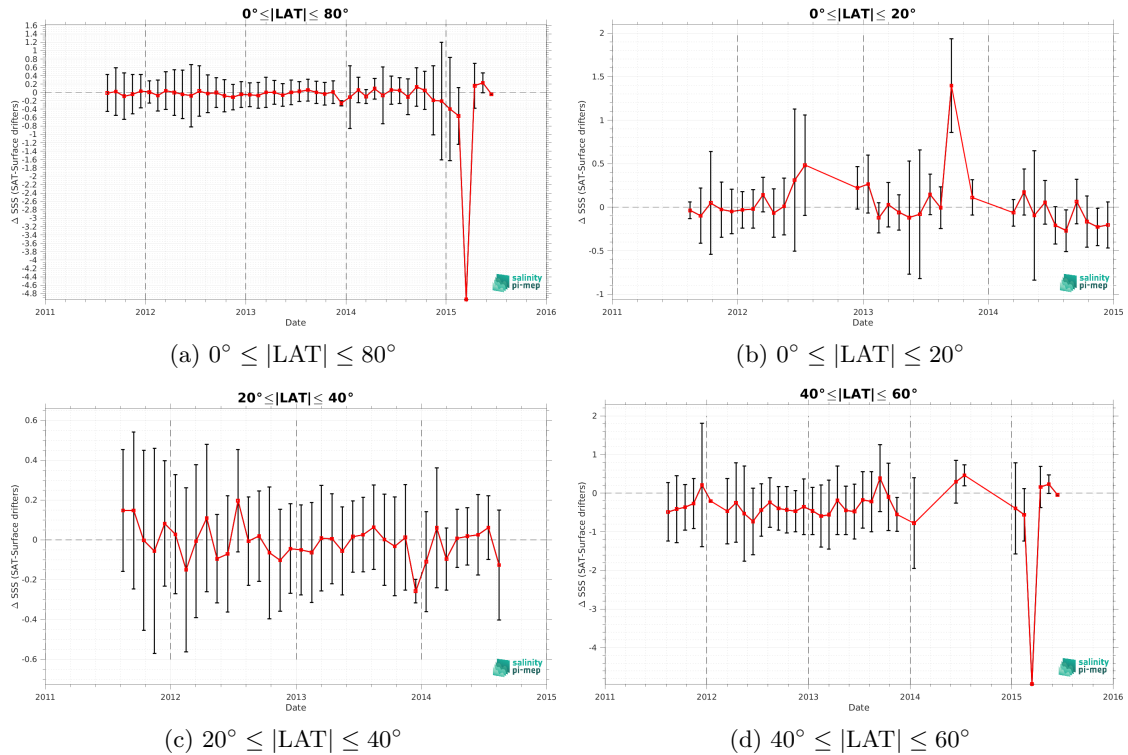 0°≤|LAT|≤ 80°
1.6
1.4
1.2
1
0.8
0.6
0.4
0.2
0
-0.2
-0.4
-0.6
-0.8
-1
-1.2
-1.4
-1.6
-1.8
-2
-2.2
-2.4
-2.6
-2.8
-3
-3.2
-3.4
-3.6
-3.8
-4
-4.2
-4.4
-4.6
-4.8
Δ SSS (SAT-Surface drifters)
salinity
pi-mep
2011 2012 2013 2014 2015 2016
Date
(a) 0° ≤ |LAT| ≤ 80°
0°≤|LAT|≤ 20°
2
1.5
1
0.5
0
-0.5
-1
Δ SSS (SAT-Surface drifters)
salinity
pi-mep
2011 2012 2013 2014 2015
Date
(b) 0° ≤ |LAT| ≤ 20°
20°≤|LAT|≤ 40°
0.6
0.4
0.2
0
-0.2
-0.4
-0.6
Δ SSS (SAT-Surface drifters)
salinity
pi-mep
2011 2012 2013 2014 2015
Date
(c) 20° ≤ |LAT| ≤ 40°
40°≤|LAT|≤ 60°
2
1
0
-1
-2
-3
-4
Δ SSS (SAT-Surface drifters)
salinity
pi-mep
2011 2012 2013 2014 2015 2016
Date
(d) 40° ≤ |LAT| ≤ 60°